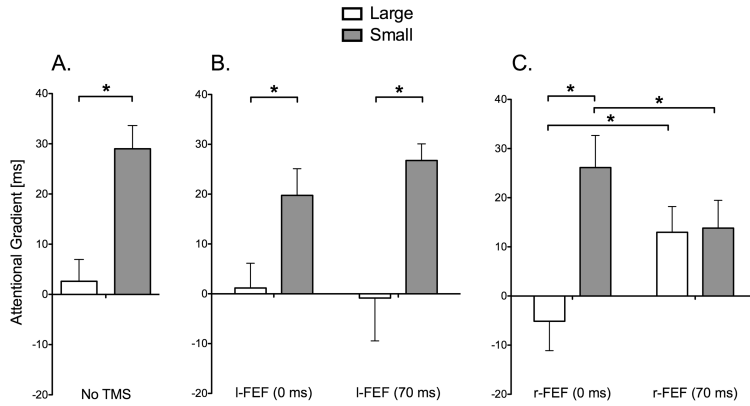 Large
Small
A.
B.
C.
Attentional Gradient [ms]
40
30
20
10
0
-10
-20
*
No TMS
40
30
20
10
0
-10
-20
*
*
l-FEF (0 ms)
l-FEF (70 ms)
40
30
20
10
0
-10
-20
*
*
*
r-FEF (0 ms)
r-FEF (70 ms)